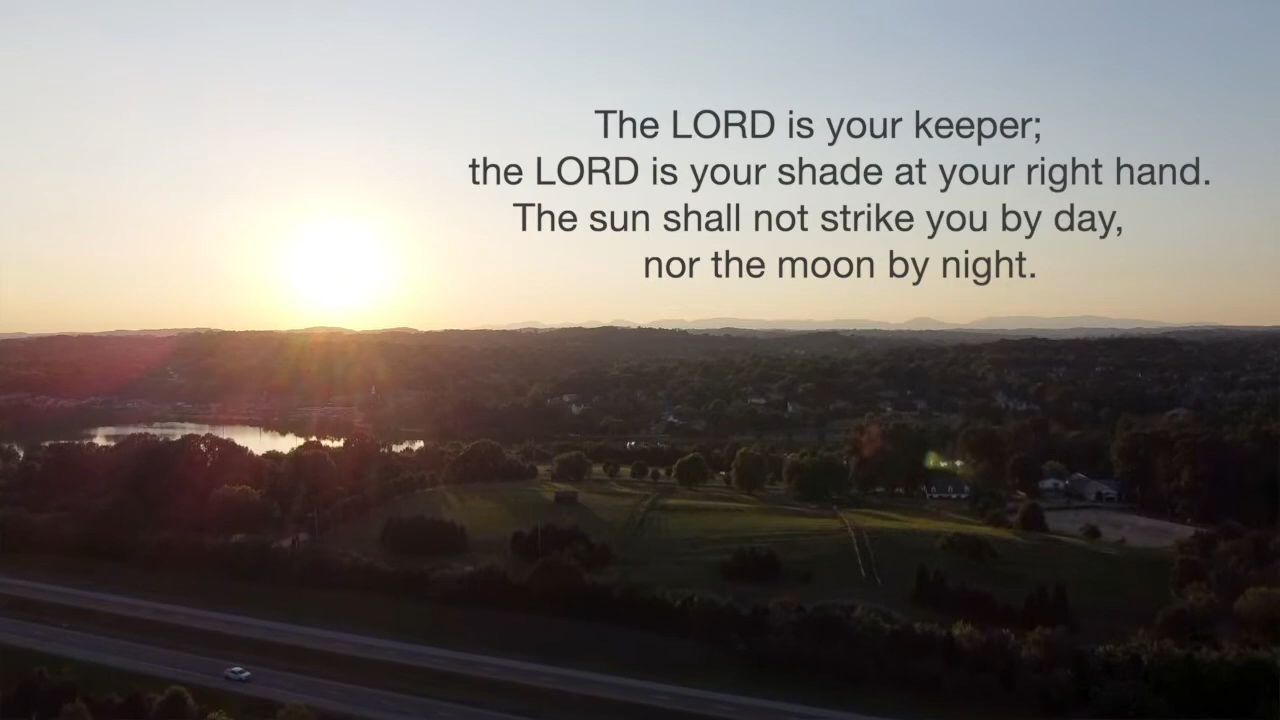 The LORD is your keeper;
the LORD is your shade at your right hand.
The sun shall not strike you by day,
nor the moon by night.